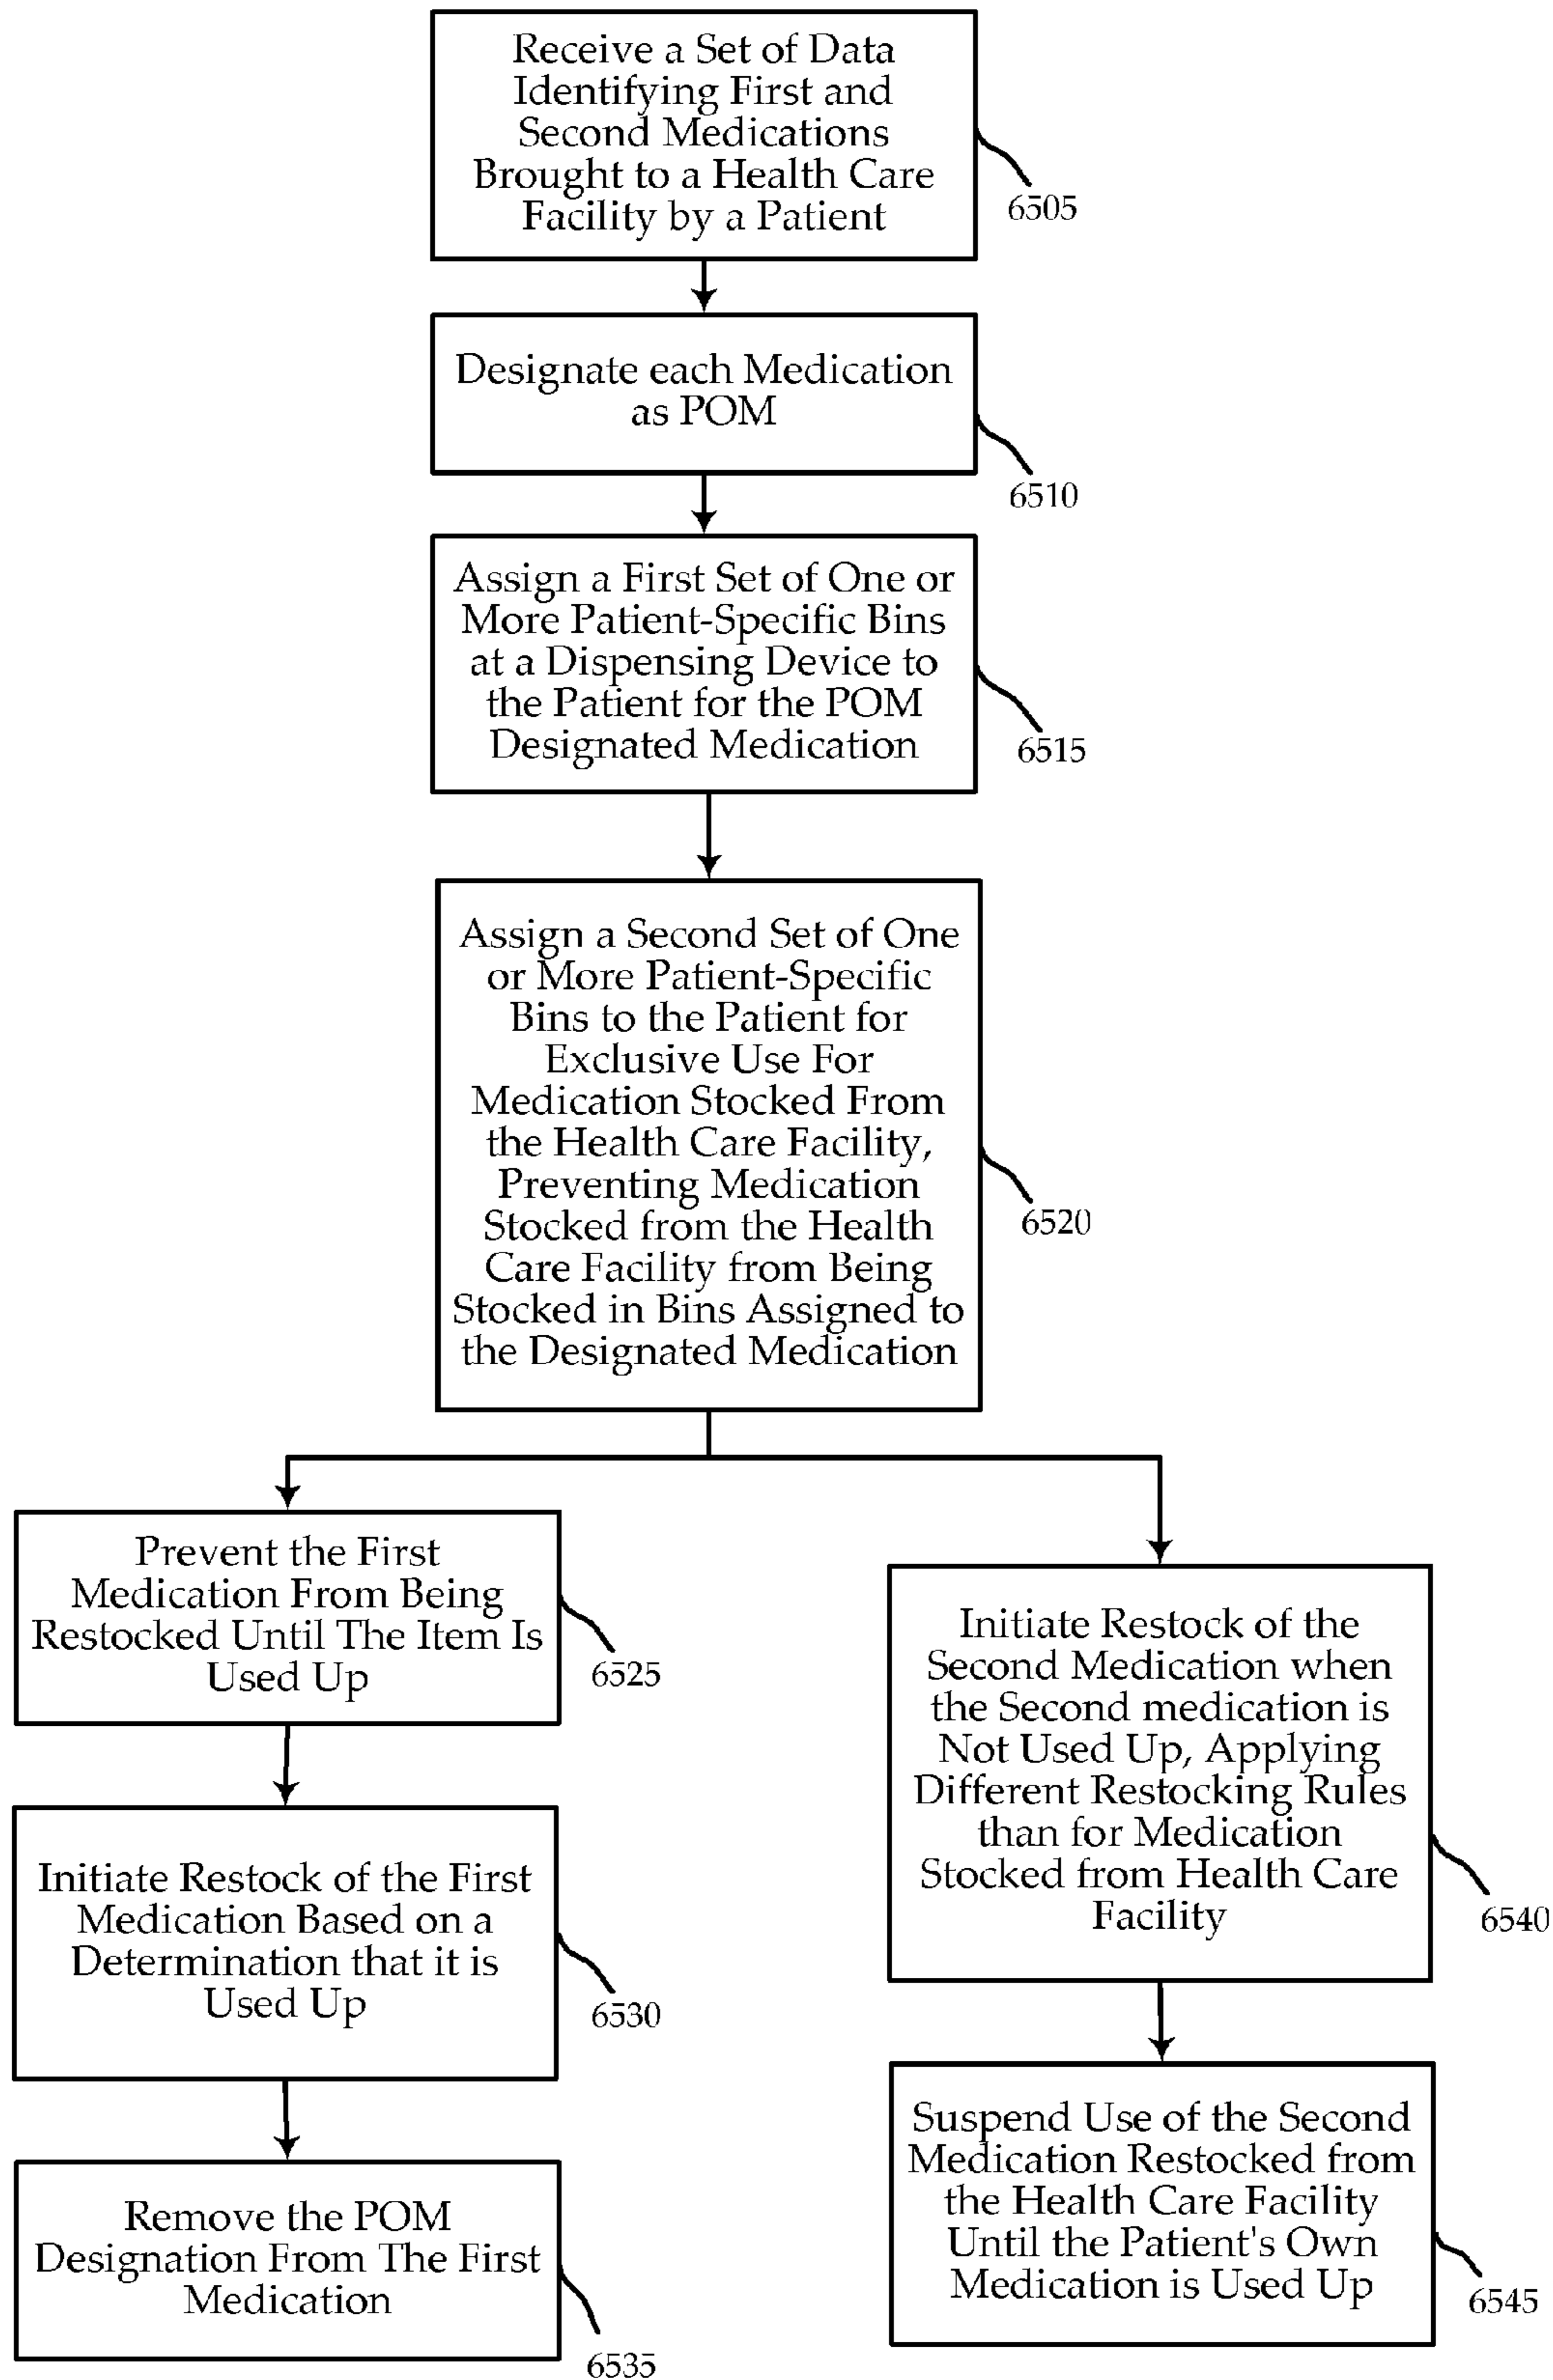 Receive a Set of Data
Identifying First and
Second Medications
Brought to a Health Care
Facility by a Patient
6505
Designate each Medication
as POM
6510
Assign a First Set of One or
More Patient-Specific Bins
at a Dispensing Device to
the Patient for the POM
Designated Medication
6515
Assign a Second Set of One
or More Patient-Specific
Bins to the Patient for
Exclusive Use For
Medication Stocked From
the Health Care Facility,
Preventing Medication
Stocked from the Health
Care Facility from Being
Stocked in Bins Assigned to
the Designated Medication
6520
Prevent the First
Medication From Being
Restocked Until The Item Is
Used Up
6525
Initiate Restock of the First
Medication Based on a
Determination that it is
Used Up
6530
Remove the POM
Designation From The First
Medication
6535
Initiate Restock of the
Second Medication when
the Second medication is
Not Used Up, Applying
Different Restocking Rules
than for Medication
Stocked from Health Care
Facility
6540
Suspend Use of the Second
Medication Restocked from
the Health Care Facility
Until the Patient's Own
Medication is Used Up
6545